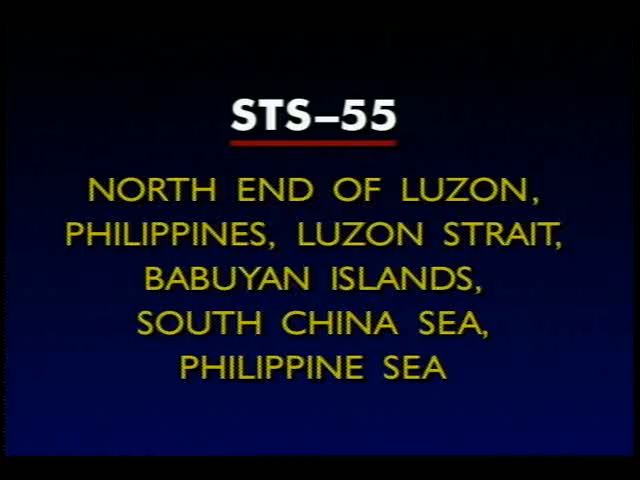 STS–55
NORTH END OF LUZON,
PHILIPPINES, LUZON STRAIT,
BABUYAN ISLANDS,
SOUTH CHINA SEA,
PHILIPPINE SEA